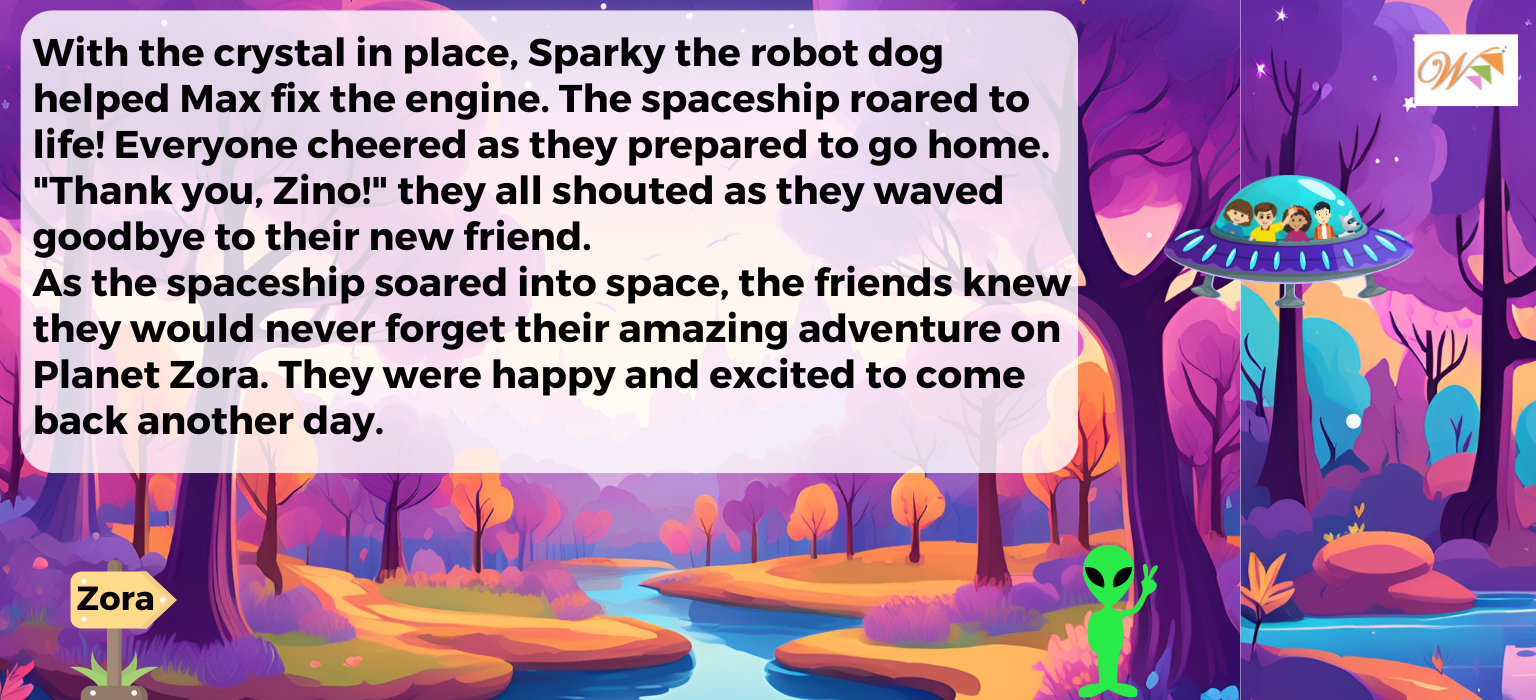 With the crystal in place, Sparky the robot dog
helped Max fix the engine. The spaceship roared to
life! Everyone cheered as they prepared to go home.
"Thank you, Zino!" they all shouted as they waved
goodbye to their new friend.
As the spaceship soared into space, the friends knew
they would never forget their amazing adventure on
Planet Zora. They were happy and excited to come
back another day.
W
Zora